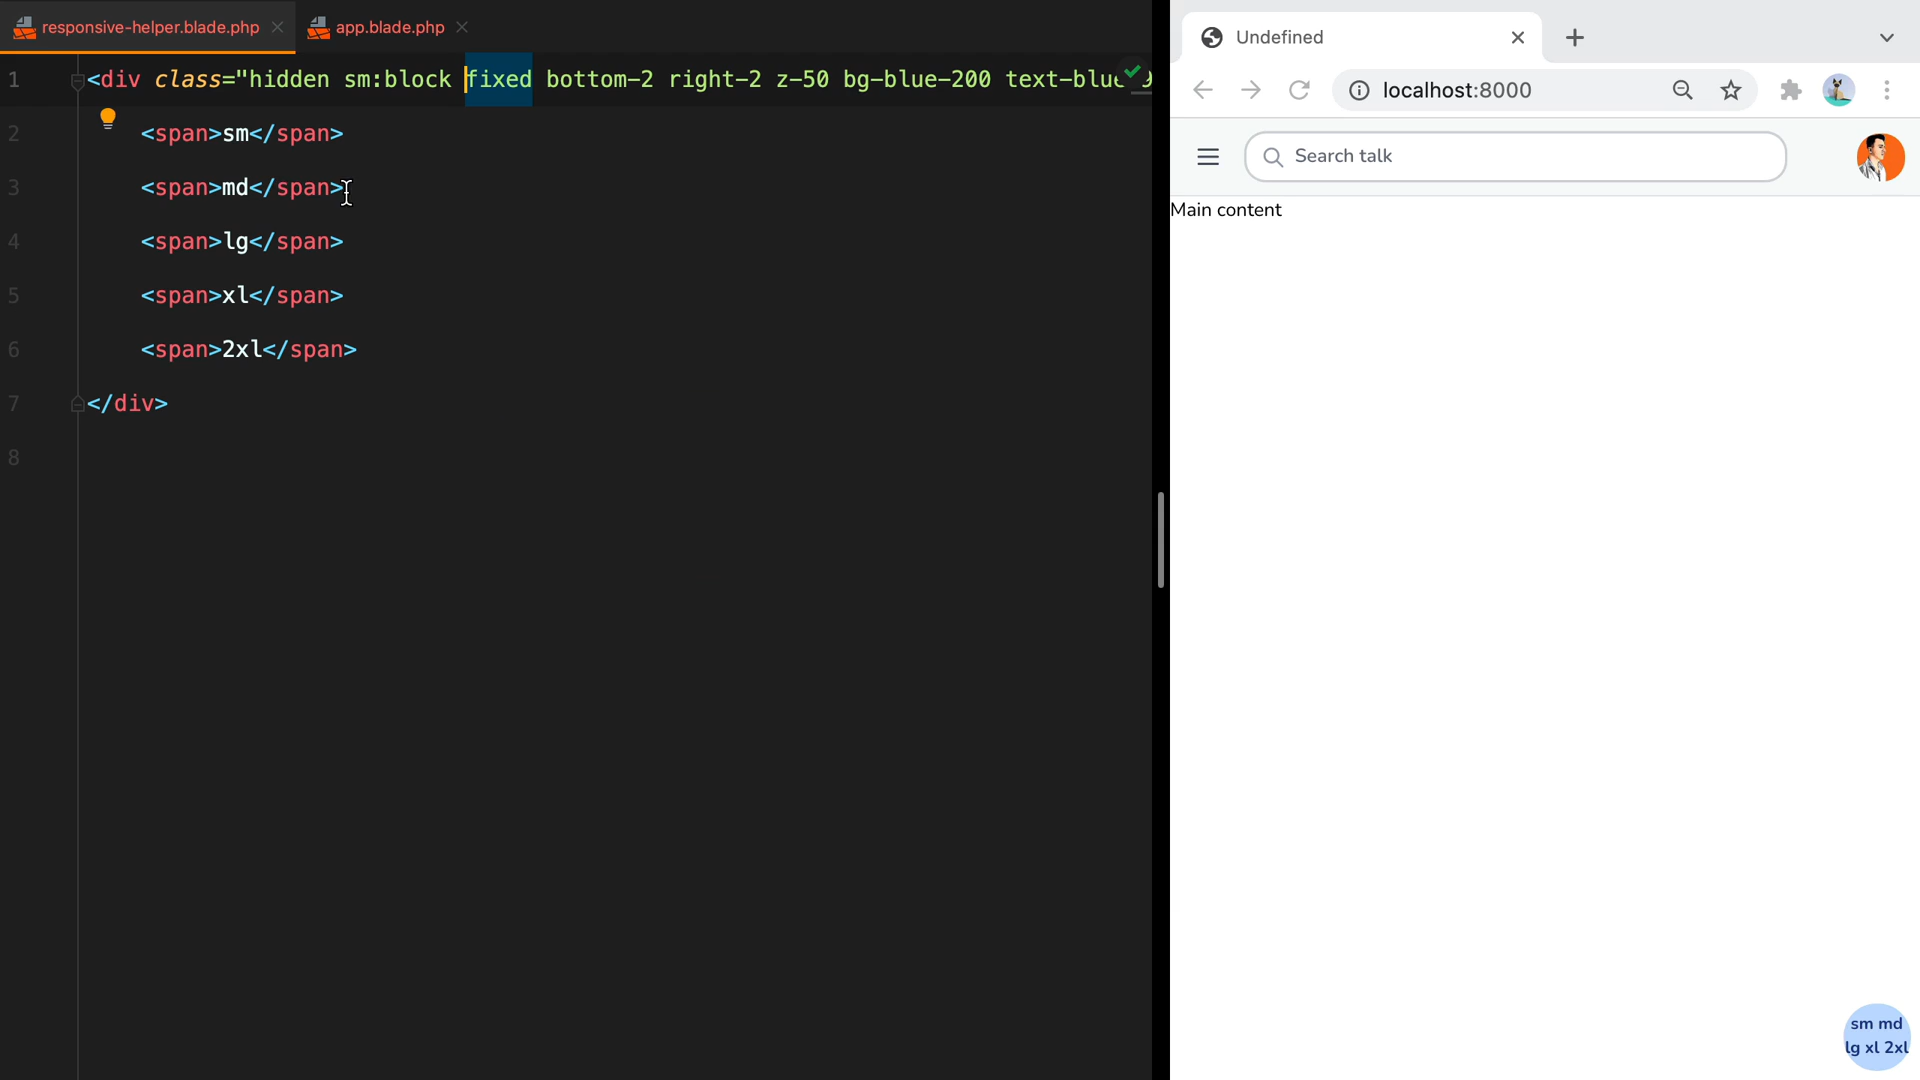 responsive-helper.blade.php
app.blade.php
1 <div class="hidden sm:block fixed bottom-2 right-2 z-50 bg-blue-200 text-blue-9
2 <span>sm</span>
3 <span>md</span>
4 <span>lg</span>
5 <span>xl</span>
6 <span>2xl</span>
7 </div>
8
Undefined
localhost:8000
Search talk
Main content
sm md
lg xl 2xl